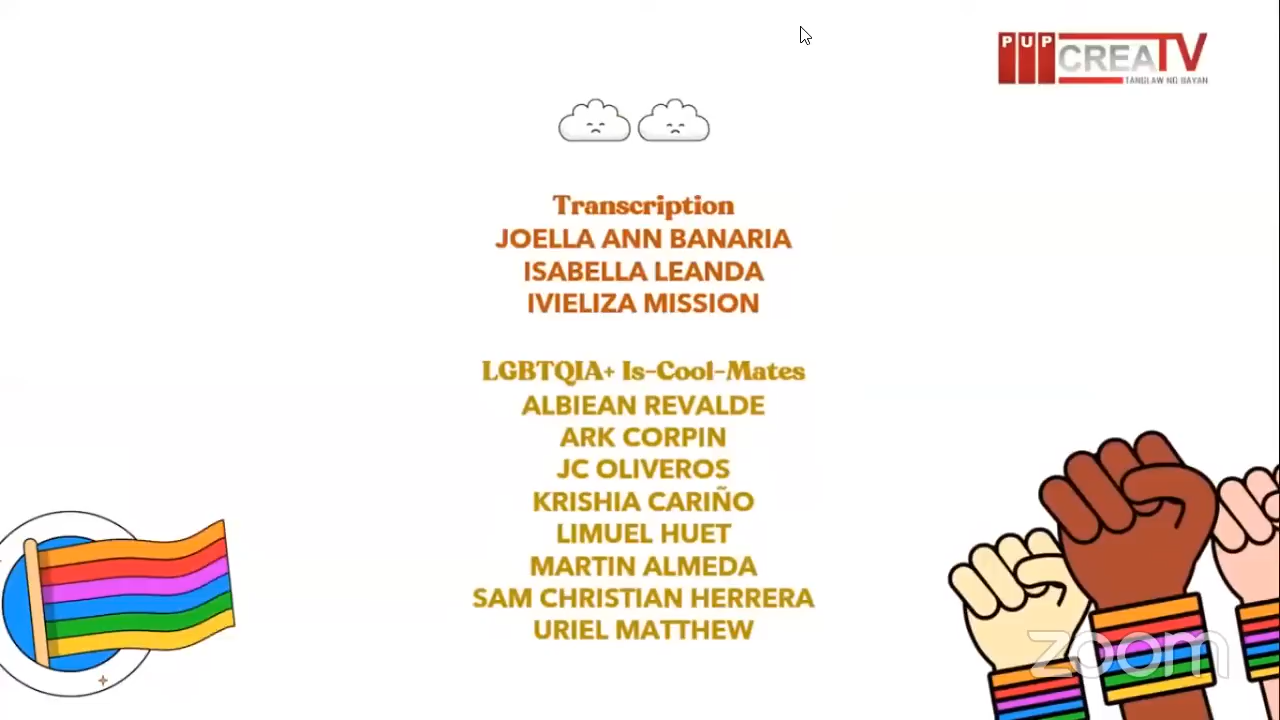 PUP CREATV
TANGLAW NG BAYAN
Transcription
JOELLA ANN BANARIA
ISABELLA LEANDA
IVIELIZA MISSION
LGBTQIA+ Is-Cool-Mates
ALBIEAN REVALDE
ARK CORPIN
JC OLIVEROS
KRISHIA CARIÑO
LIMUEL HUET
MARTIN ALMEDA
SAM CHRISTIAN HERRERA
URIEL MATTHEW
zoom